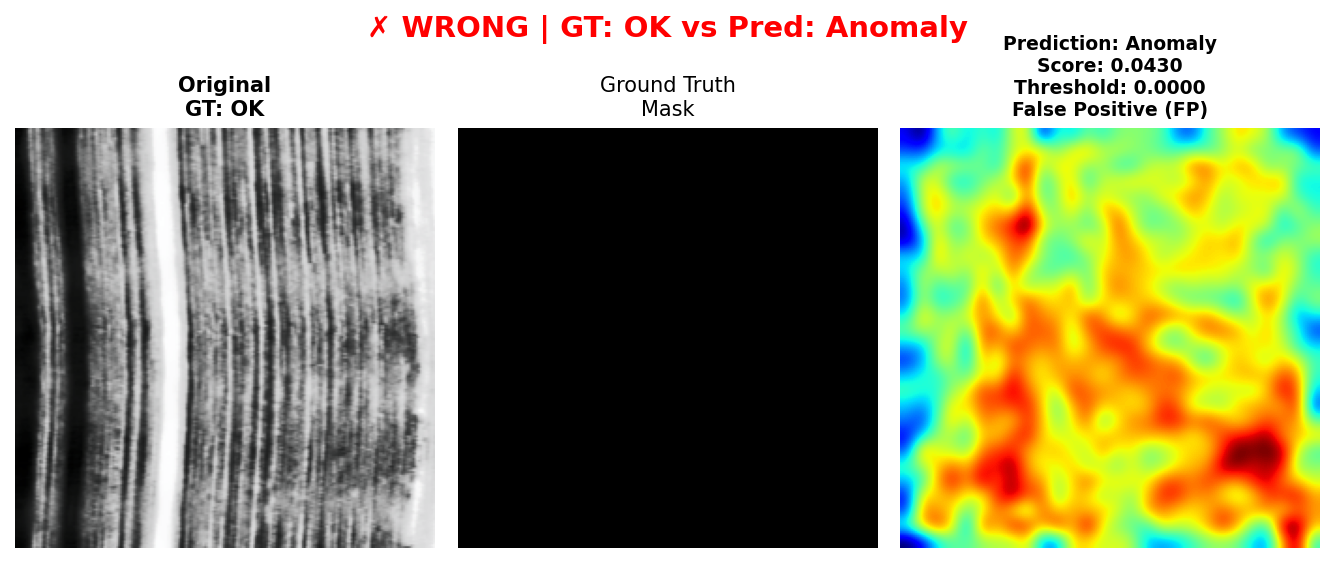 ✗ WRONG | GT: OK vs Pred: Anomaly
Original
GT: OK
Ground Truth
Mask
Prediction: Anomaly
Score: 0.0430
Threshold: 0.0000
False Positive (FP)